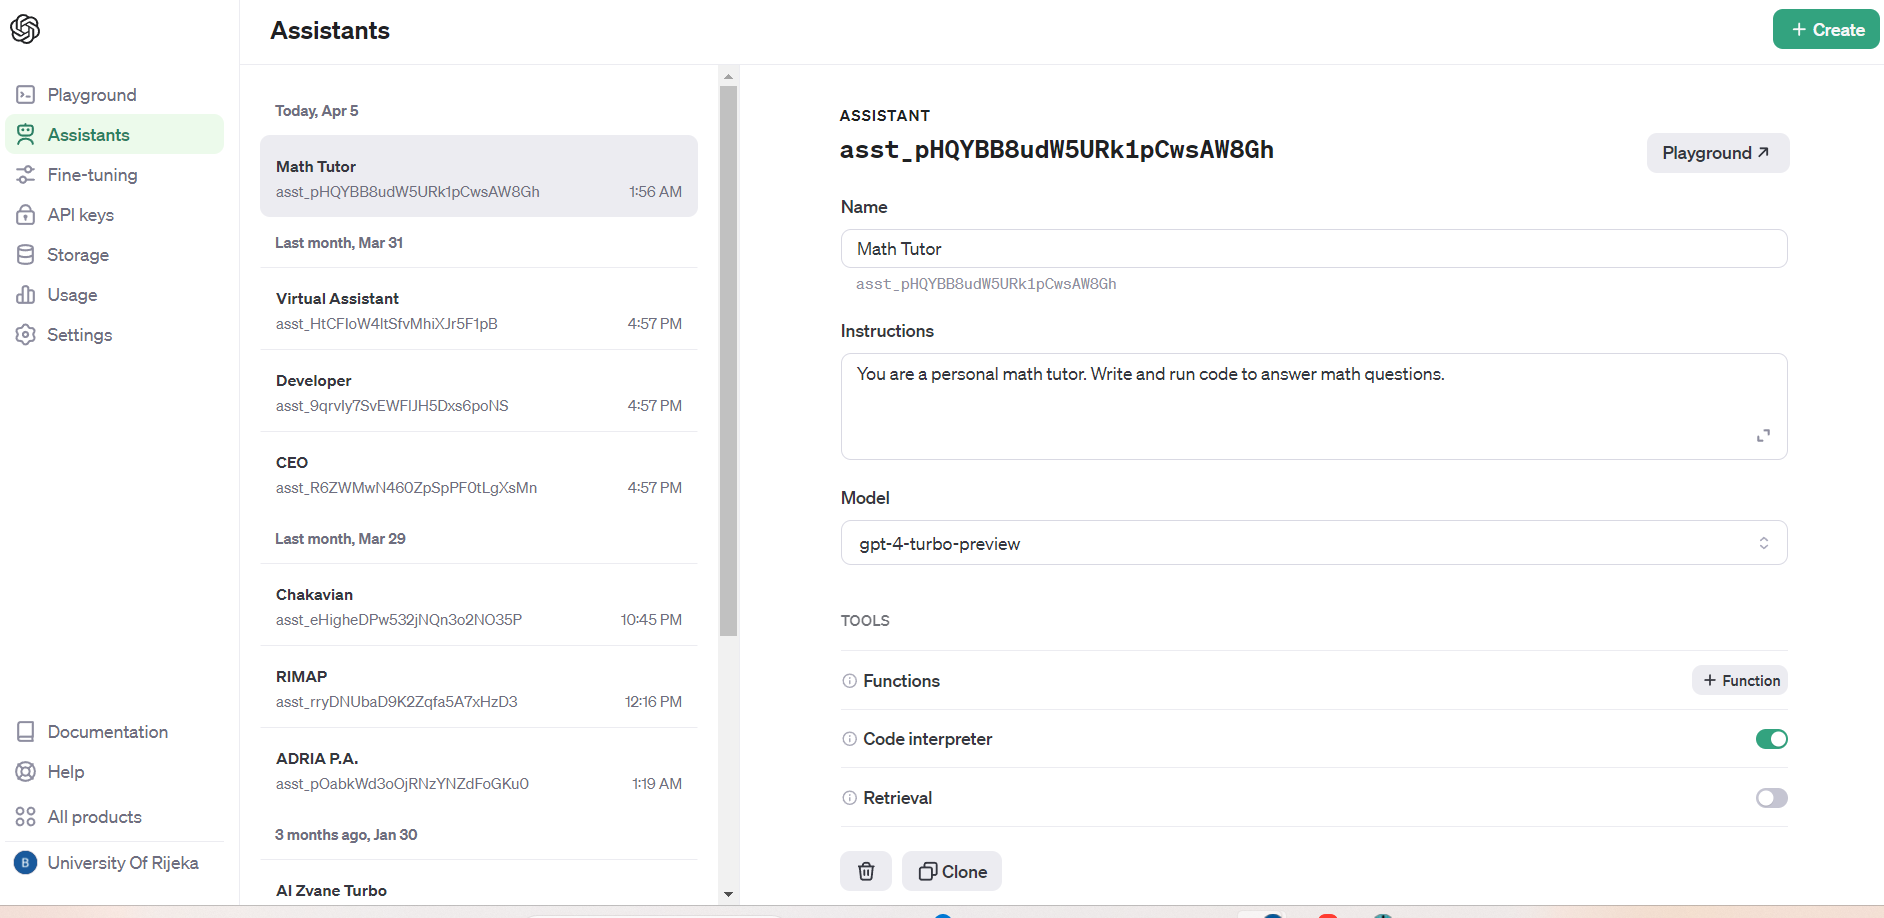 Assistants
+ Create
Playground
Assistants
Fine-tuning
API keys
Storage
Usage
Settings
Documentation
Help
All products
B University Of Rijeka
Today, Apr 5
Math Tutor
asst_pHQYBB8udW5URk1pCwsAW8Gh 1:56 AM
Last month, Mar 31
Virtual Assistant
asst_HtCFIoW4ItSfvMhiXJr5F1pB 4:57 PM
Developer
asst_9qrvIy7SvEWFIJH5Dxs6poNS 4:57 PM
CEO
asst_R6ZWMwN460ZpSpPF0tLgXsMn 4:57 PM
Last month, Mar 29
Chakavian
asst_eHigheDPw532jNQn3o2NO35P 10:45 PM
RIMAP
asst_rryDNUbaD9K2Zqfa5A7xHzD3 12:16 PM
ADRIA P.A.
asst_pOabkWd3oOjRNzYNZdFoGKu0 1:19 AM
3 months ago, Jan 30
AI Zvane Turbo
ASSISTANT
asst_pHQYBB8udW5URk1pCwsAW8Gh
Playground
Name
Math Tutor
asst_pHQYBB8udW5URk1pCwsAW8Gh
Instructions
You are a personal math tutor. Write and run code to answer math questions.
Model
gpt-4-turbo-preview
TOOLS
Functions
+ Function
Code interpreter
Retrieval
Clone